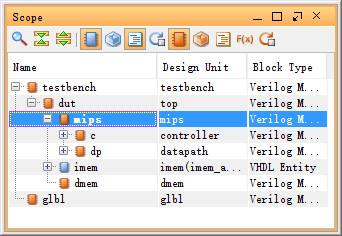 Scope
F(x)
Name Design Unit Block Type
testbench testbench Verilog M...
dut top Verilog M...
mips mips Verilog M...
c controller Verilog M...
dp datapath Verilog M...
imem imem(imem_a... VHDL Entity
dmem dmem Verilog M...
glbl glbl Verilog M...